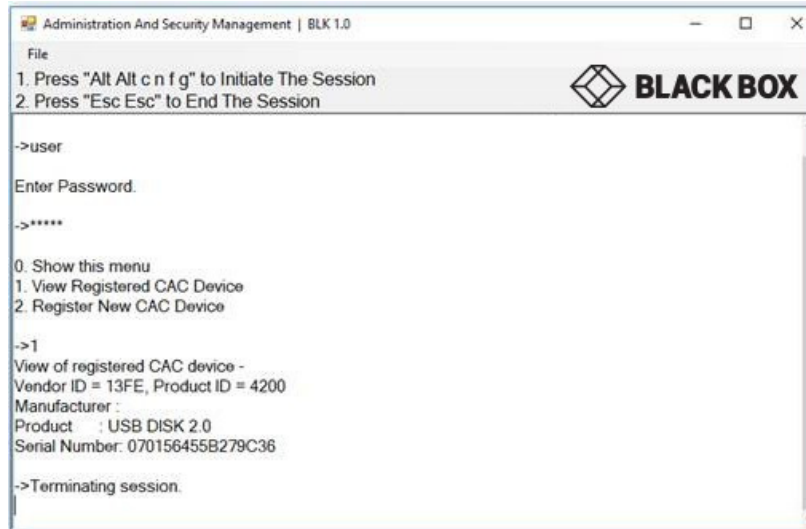 Administration And Security Management | BLK 1.0
File
1. Press "Alt Alt c n f g" to Initiate The Session
2. Press "Esc Esc" to End The Session
BLACK BOX
->user
Enter Password.
->*****
0. Show this menu
1. View Registered CAC Device
2. Register New CAC Device
->1
View of registered CAC device -
Vendor ID = 13FE, Product ID = 4200
Manufacturer :
Product : USB DISK 2.0
Serial Number: 070156455B279C36
->Terminating session.